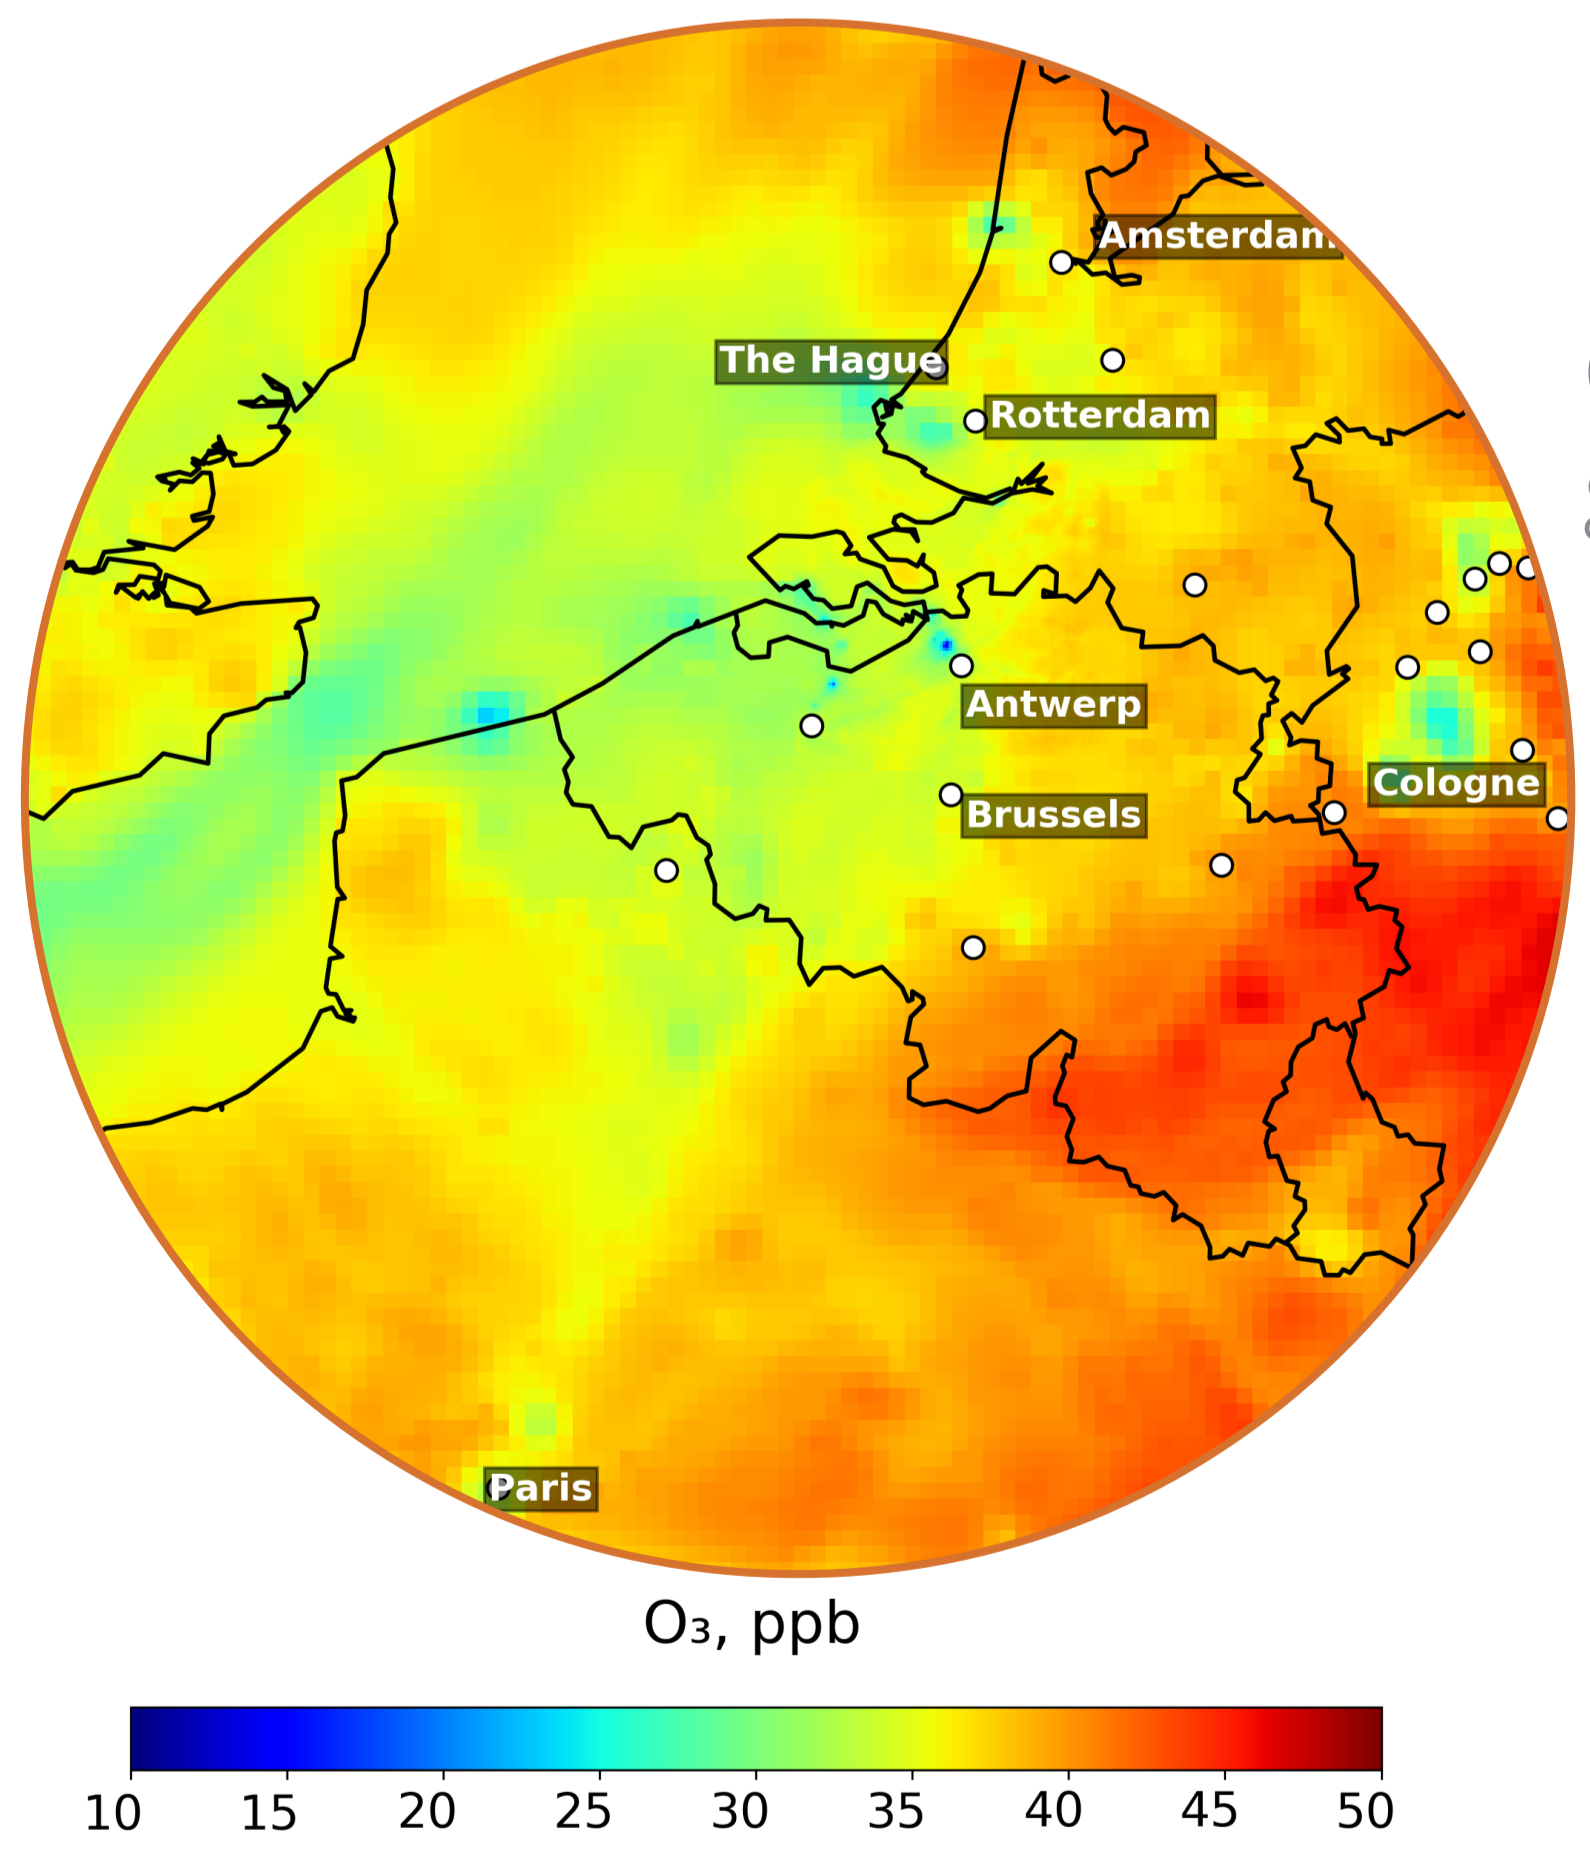 Amsterdam
The Hague
Rotterdam
Antwerp
Cologne
Brussels
Paris
O₃, ppb
10 15 20 25 30 35 40 45 50